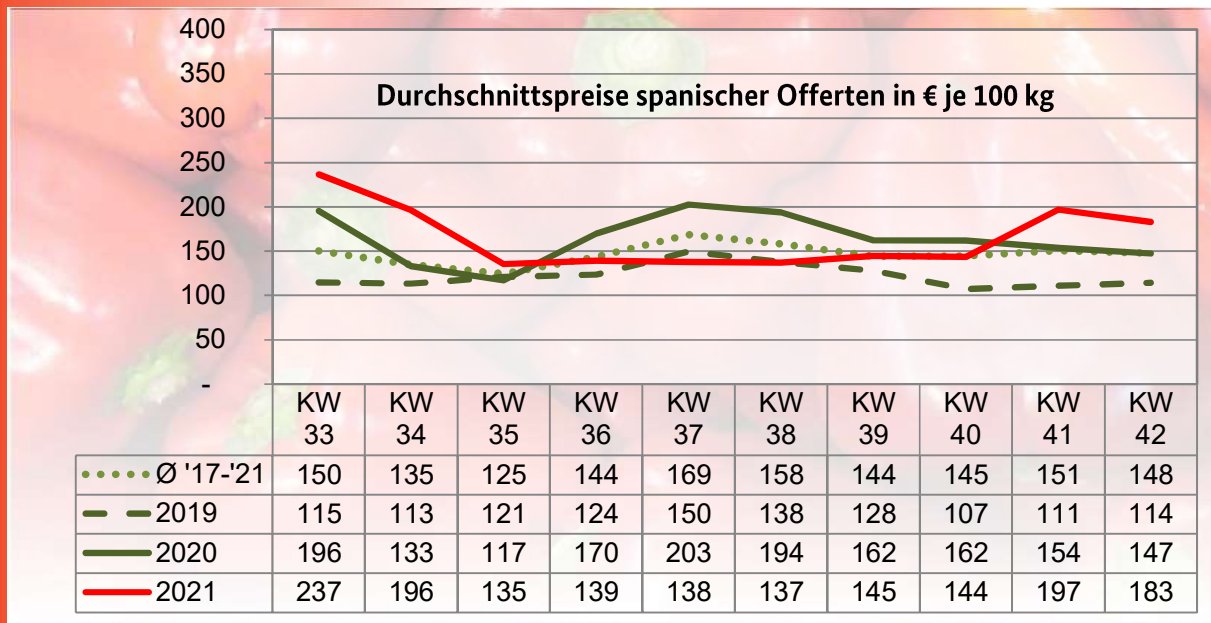 400
350
Durchschnittspreise spanischer Offerten in € je 100 kg
300
250
200
150
100
50
-
KW KW KW KW KW KW KW KW KW KW
33 34 35 36 37 38 39 40 41 42
Ø '17-'21 150 135 125 144 169 158 144 145 151 148
2019 115 113 121 124 150 138 128 107 111 114
2020 196 133 117 170 203 194 162 162 154 147
2021 237 196 135 139 138 137 145 144 197 183